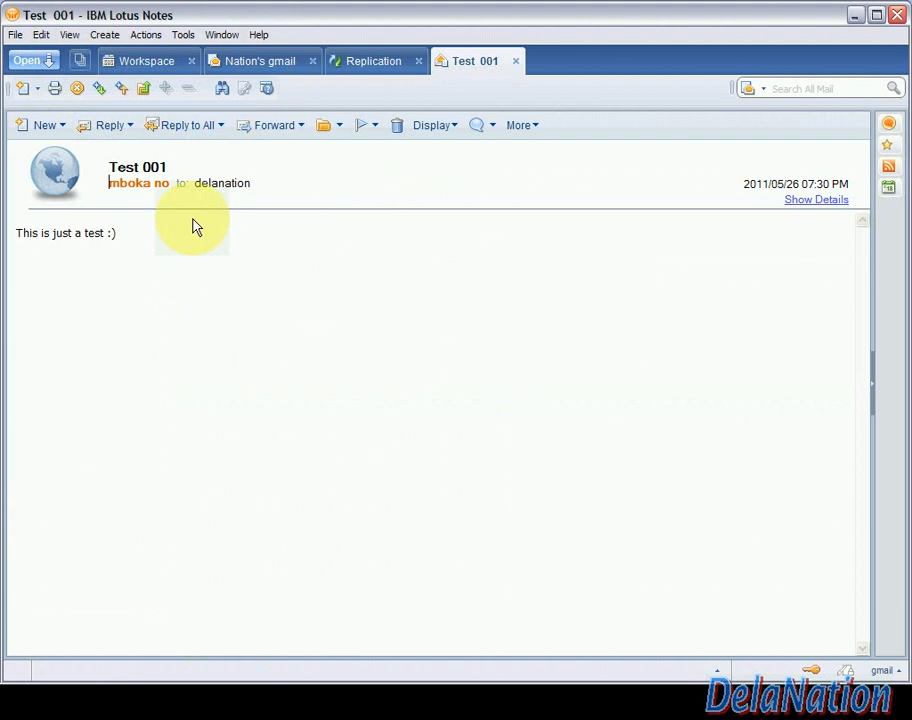 Test 001 - IBM Lotus Notes
File Edit View Create Actions Tools Window Help
Open Workspace Nation's gmail Replication Test 001
Search All Mail
New Reply Reply to All Forward Display More
Test 001
mboka no to: delanation
2011/05/26 07:30 PM
Show Details
This is just a test :)
gmail
DelaNation